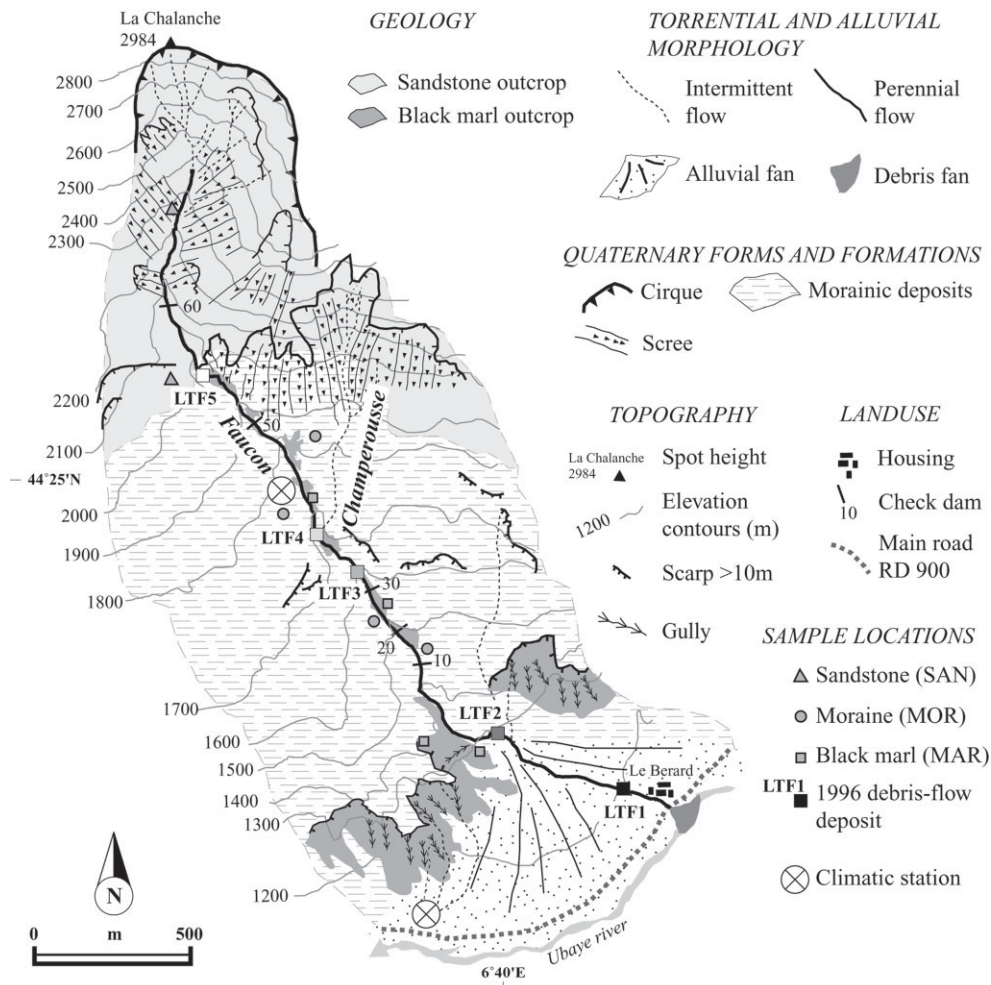 La Chalanche
2984
2800
2700
2600
2500
2400
2300
2200
2100
44°25'N
2000
1900
1800
1700
1600
1500
1400
1300
1200
60
LTF5
50
Faucon
Champerousse
LTF4
LTF3
30
20
10
LTF2
Le Berard
LTF1
Ubaye river
6°40'E
N
0 m 500
GEOLOGY
Sandstone outcrop
Black marl outcrop
TORRENTIAL AND ALLUVIAL
MORPHOLOGY
Intermittent
flow
Perennial
flow
Alluvial fan
Debris fan
QUATERNARY FORMS AND FORMATIONS
Cirque
Morainic deposits
Scree
TOPOGRAPHY
La Chalanche
2984
Spot height
1200
Elevation
contours (m)
Scarp >10m
Gully
LANDUSE
Housing
10
Check dam
Main road
RD 900
SAMPLE LOCATIONS
Sandstone (SAN)
Moraine (MOR)
Black marl (MAR)
LTF1
1996 debris-flow
deposit
Climatic station